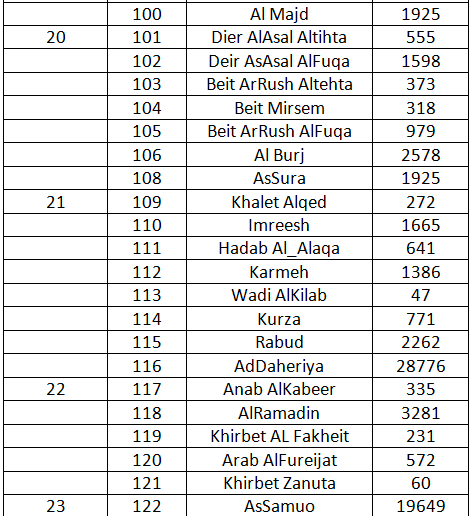 100 Al Majd 1925
20 101 Dier AlAsal Altihta 555
102 Deir AsAsal AlFuqa 1598
103 Beit ArRush Altehta 373
104 Beit Mirsem 318
105 Beit ArRush AlFuqa 979
106 Al Burj 2578
108 AsSura 1925
21 109 Khalet Alqed 272
110 Imreesh 1665
111 Hadab Al_Alaqa 641
112 Karmeh 1386
113 Wadi AlKilab 47
114 Kurza 771
115 Rabud 2262
116 AdDaheriya 28776
22 117 Anab AlKabeer 335
118 AlRamadin 3281
119 Khirbet AL Fakheit 231
120 Arab AlFureijat 572
121 Khirbet Zanuta 60
23 122 AsSamuo 19649